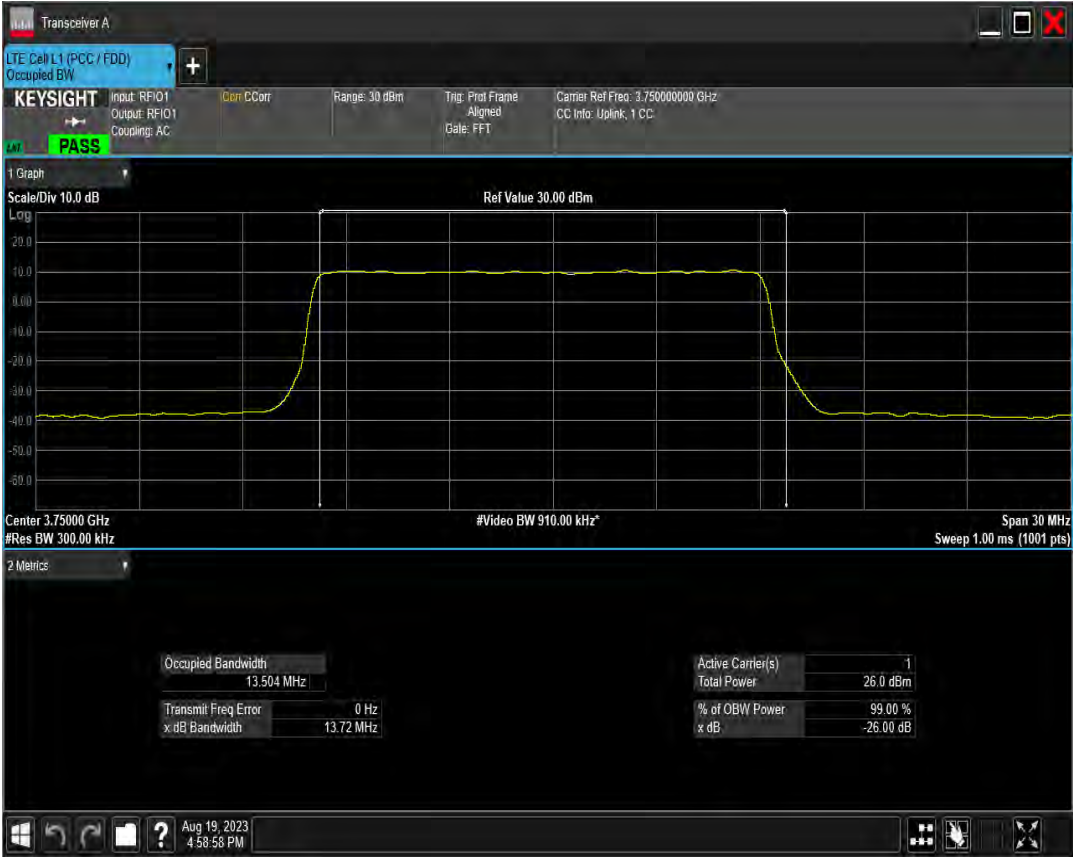 Transceiver A
LTE Cell L1 (PCC / FDD)
Occupied BW
+
KEYSIGHT
Input: RFIO1
Output: RFIO1
Coupling: AC
Corr CCorr
Range: 30 dBm
Trig: Prot Frame
Aligned
Gate: FFT
Carrier Ref Freq: 3.750000000 GHz
CC Info: Uplink, 1 CC
PASS
1 Graph
Scale/Div 10.0 dB
Ref Value 30.00 dBm
Log
20.0
10.0
0.00
-10.0
-20.0
-30.0
-40.0
-50.0
-60.0
Center 3.75000 GHz
#Video BW 910.00 kHz*
Span 30 MHz
#Res BW 300.00 kHz
Sweep 1.00 ms (1001 pts)
2 Metrics
Occupied Bandwidth
13.504 MHz
Transmit Freq Error 0 Hz
x dB Bandwidth 13.72 MHz
Active Carrier(s) 1
Total Power 26.0 dBm
% of OBW Power 99.00 %
x dB -26.00 dB
?
Aug 19, 2023
4:58:58 PM